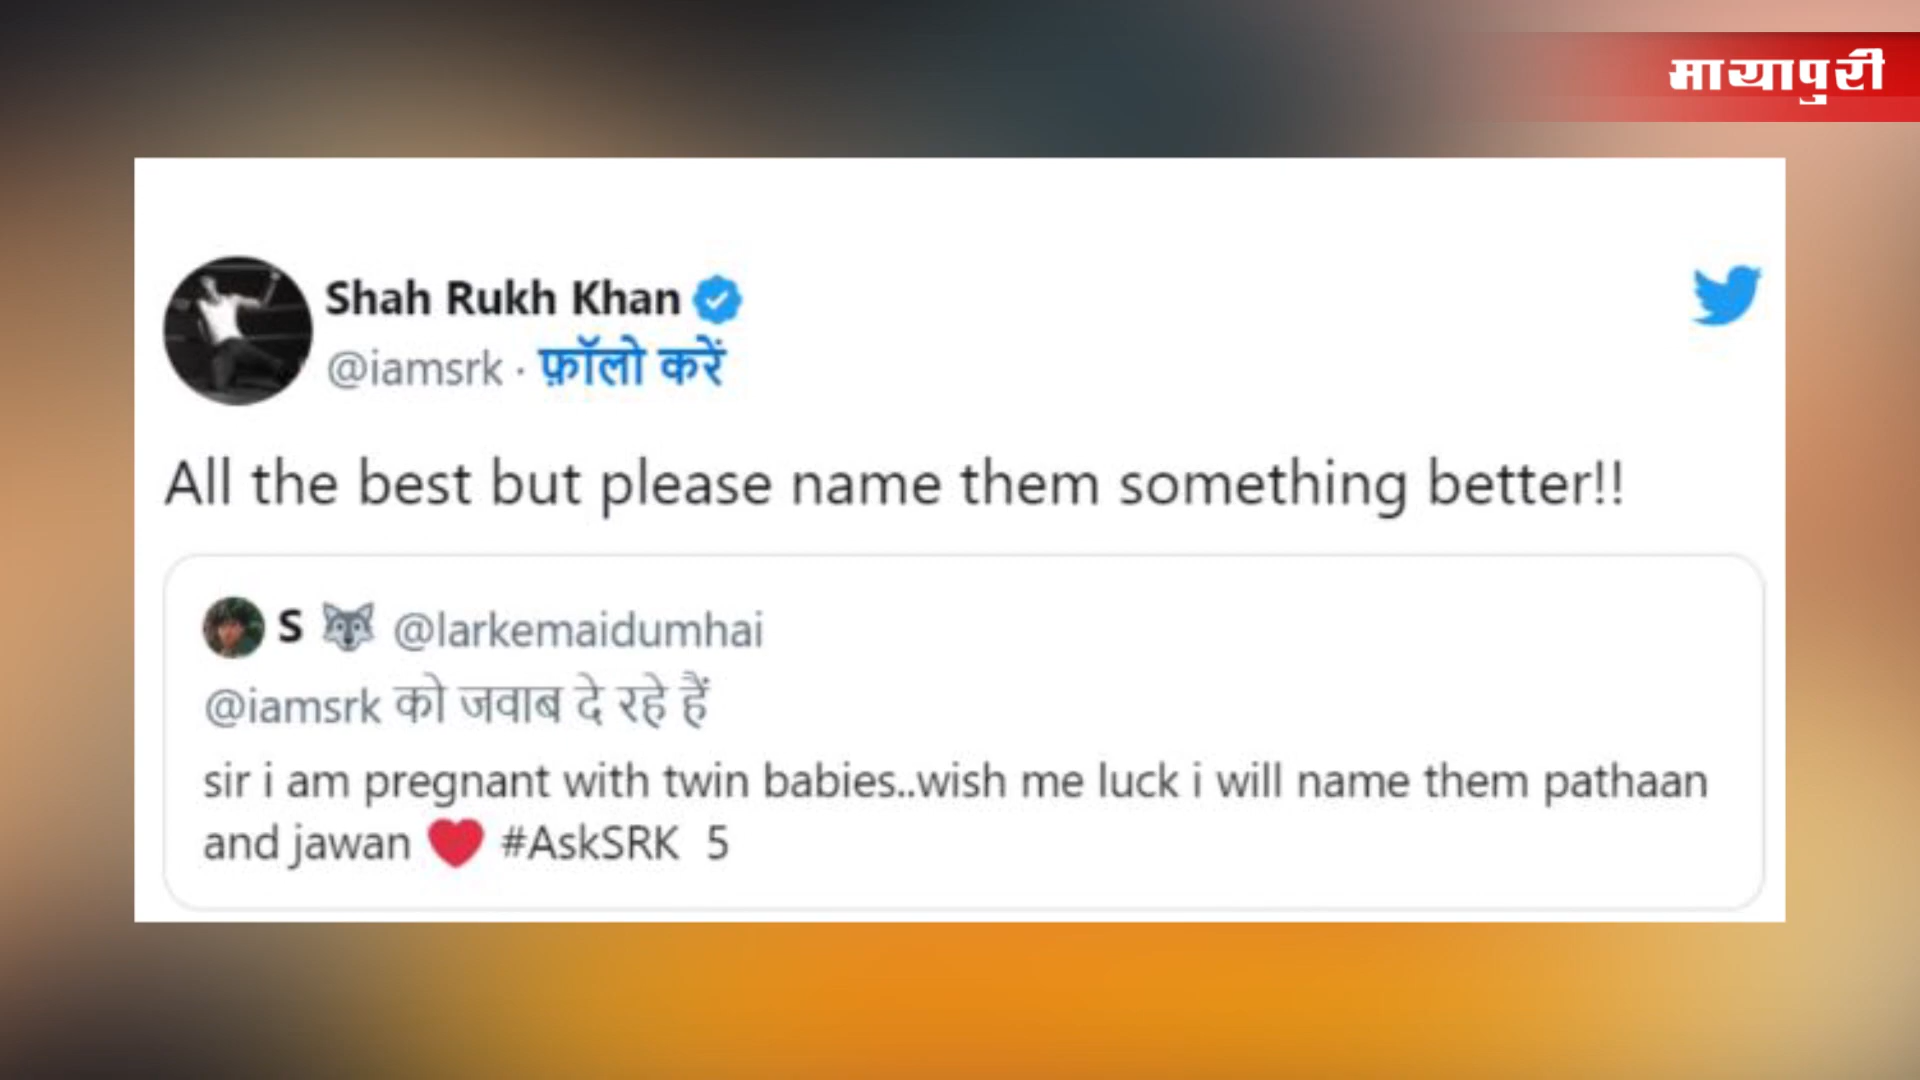 मायापुरी
Shah Rukh Khan
@iamsrk · फ़ॉलो करें
All the best but please name them something better!!
S 🐺 @larkemaidumhai
@iamsrk को जवाब दे रहे हैं
sir i am pregnant with twin babies..wish me luck i will name them pathaan
and jawan ❤️ #AskSRK 5